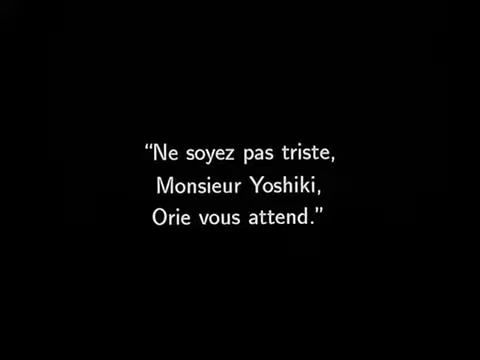 “Ne soyez pas triste,
Monsieur Yoshiki,
Orie vous attend.”